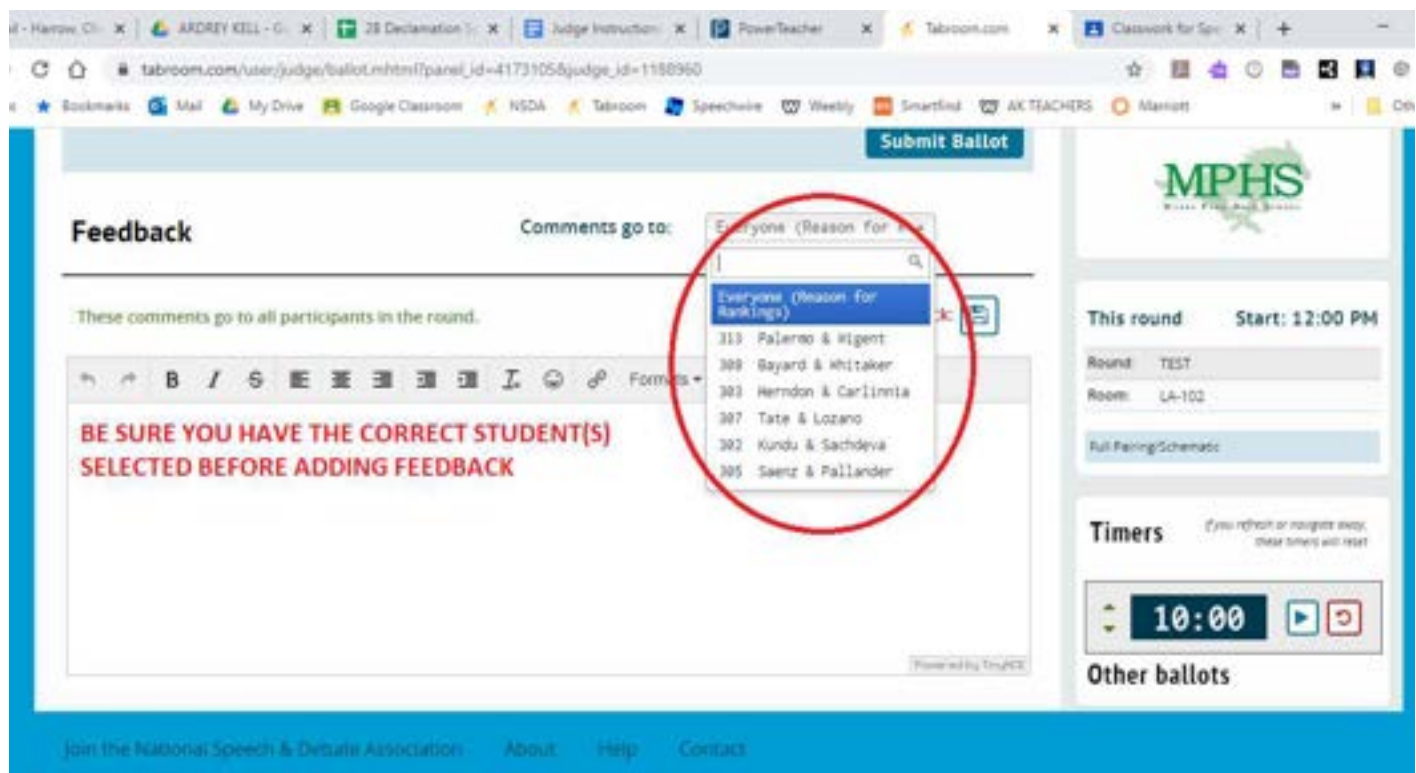 Harrow
ARDREY KELL - G
2B Declamation S
Judge Instruction
PowerTeacher
Tabroom.com
Classwork for Spe
tabroom.com/user/judge/ballot.mhtml?panel_id=4173105&judge_id=1188960
Bookmarks Mail My Drive Google Classroom NSDA Tabroom Speechwire Weekly Smartfind AK TEACHERS Marriott
Submit Ballot
MPHS
Feedback
Comments go to:
Everyone (Reason for
Everyone (Reason for
Rankings)
313 Palermo & Wigent
309 Bayard & Whitaker
303 Herndon & Carlinnia
307 Tate & Lozano
302 Kundu & Sachdeva
305 Saenz & Pallander
These comments go to all participants in the round.
B I S Formats
BE SURE YOU HAVE THE CORRECT STUDENT(S)
SELECTED BEFORE ADDING FEEDBACK
Powered by TinyMCE
This round Start: 12:00 PM
Round: TEST
Room: LA-102
Full Pairing/Schematic
Timers
If you refresh or navigate away,
these timers will reset
10:00
Other ballots
Join the National Speech & Debate Association About Help Contact